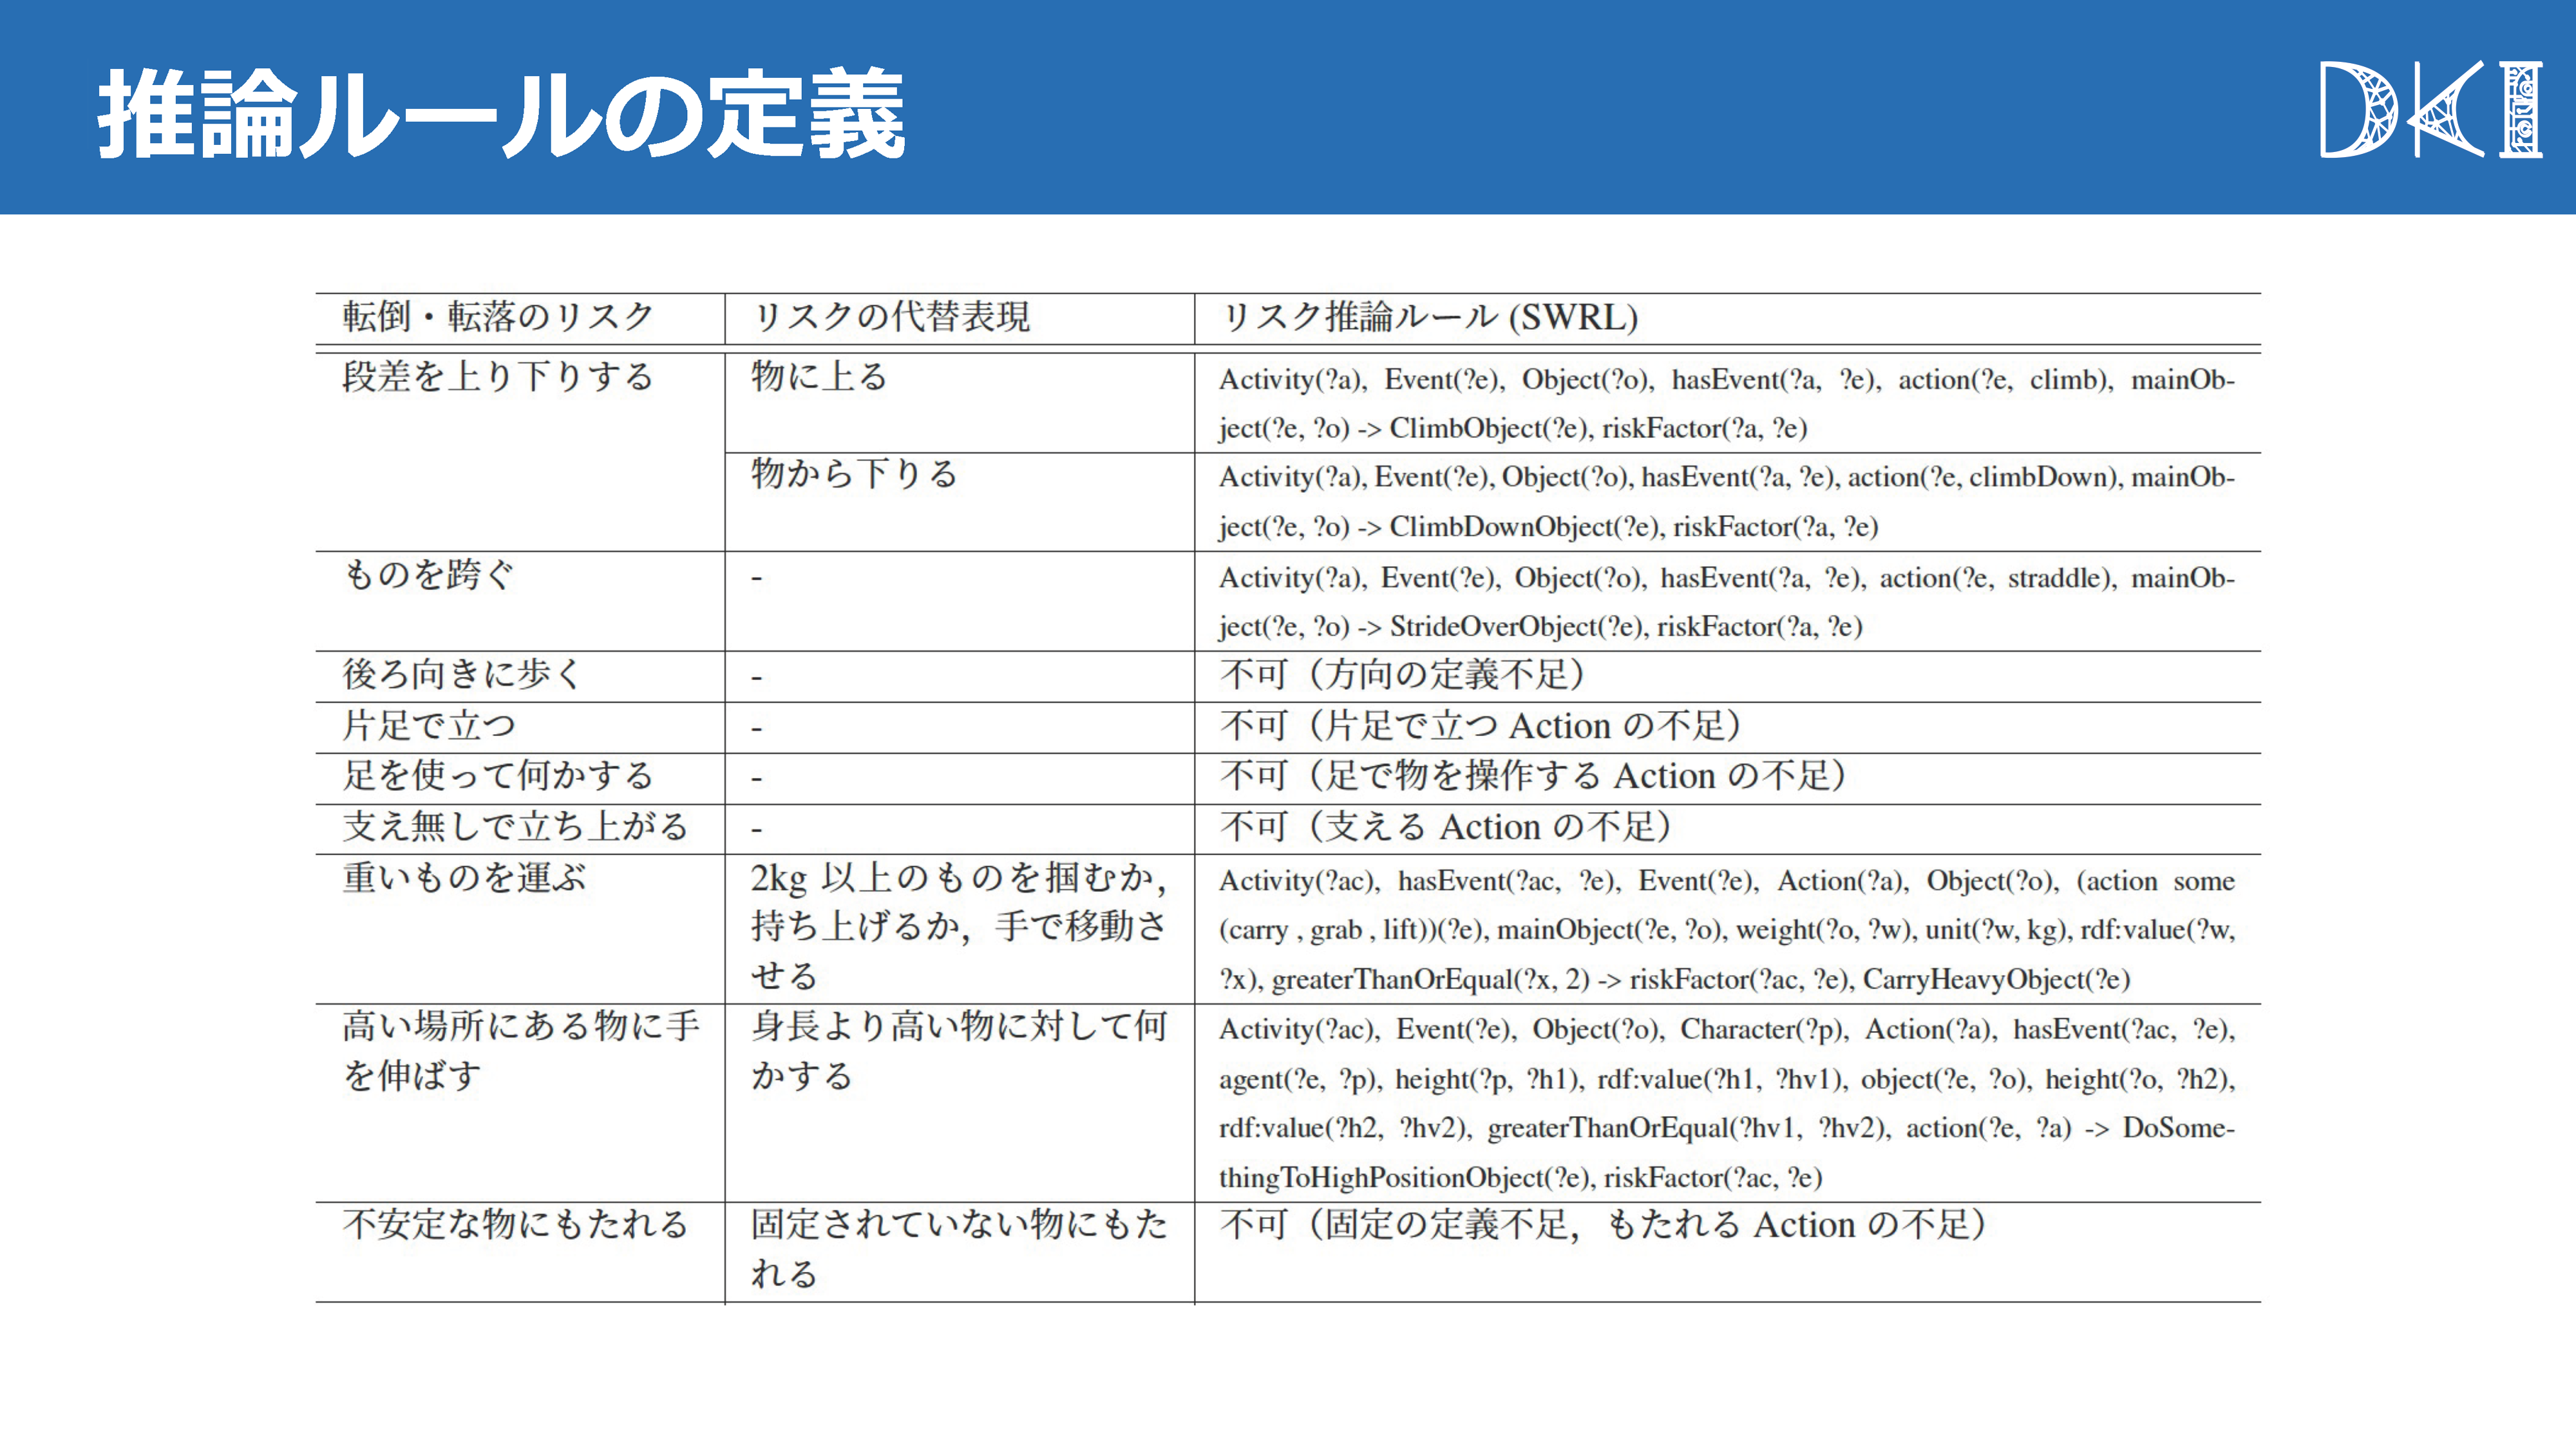 推論ルールの定義
DKI
転倒・転落のリスク
リスクの代替表現
リスク推論ルール (SWRL)
段差を上り下りする
物に上る
Activity(?a), Event(?e), Object(?o), hasEvent(?a, ?e), action(?e, climb), mainOb-
ject(?e, ?o) -> ClimbObject(?e), riskFactor(?a, ?e)
物から下りる
Activity(?a), Event(?e), Object(?o), hasEvent(?a, ?e), action(?e, climbDown), mainOb-
ject(?e, ?o) -> ClimbDownObject(?e), riskFactor(?a, ?e)
ものを跨ぐ
-
Activity(?a), Event(?e), Object(?o), hasEvent(?a, ?e), action(?e, straddle), mainOb-
ject(?e, ?o) -> StrideOverObject(?e), riskFactor(?a, ?e)
後ろ向きに歩く
-
不可（方向の定義不足）
片足で立つ
-
不可（片足で立つ Action の不足）
足を使って何かする
-
不可（足で物を操作する Action の不足）
支え無しで立ち上がる
-
不可（支える Action の不足）
重いものを運ぶ
2kg 以上のものを掴むか，
持ち上げるか，手で移動さ
せる
Activity(?ac), hasEvent(?ac, ?e), Event(?e), Action(?a), Object(?o), (action some
(carry , grab , lift))(?e), mainObject(?e, ?o), weight(?o, ?w), unit(?w, kg), rdf:value(?w,
?x), greaterThanOrEqual(?x, 2) -> riskFactor(?ac, ?e), CarryHeavyObject(?e)
高い場所にある物に手
を伸ばす
身長より高い物に対して何
かする
Activity(?ac), Event(?e), Object(?o), Character(?p), Action(?a), hasEvent(?ac, ?e),
agent(?e, ?p), height(?p, ?h1), rdf:value(?h1, ?hv1), object(?e, ?o), height(?o, ?h2),
rdf:value(?h2, ?hv2), greaterThanOrEqual(?hv1, ?hv2), action(?e, ?a) -> DoSome-
thingToHighPositionObject(?e), riskFactor(?ac, ?e)
不安定な物にもたれる
固定されていない物にもた
れる
不可（固定の定義不足，もたれる Action の不足）